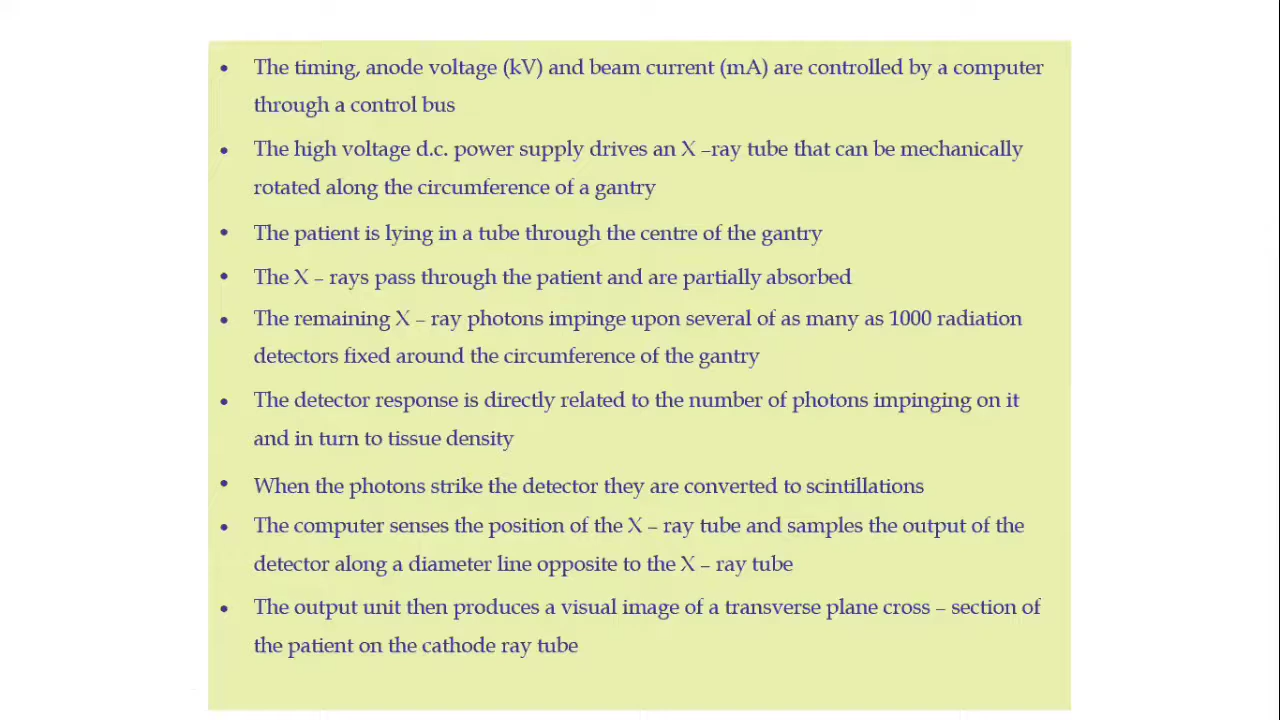 • The timing, anode voltage (kV) and beam current (mA) are controlled by a computer
through a control bus
• The high voltage d.c. power supply drives an X –ray tube that can be mechanically
rotated along the circumference of a gantry
• The patient is lying in a tube through the centre of the gantry
• The X – rays pass through the patient and are partially absorbed
• The remaining X – ray photons impinge upon several of as many as 1000 radiation
detectors fixed around the circumference of the gantry
• The detector response is directly related to the number of photons impinging on it
and in turn to tissue density
• When the photons strike the detector they are converted to scintillations
• The computer senses the position of the X – ray tube and samples the output of the
detector along a diameter line opposite to the X – ray tube
• The output unit then produces a visual image of a transverse plane cross – section of
the patient on the cathode ray tube